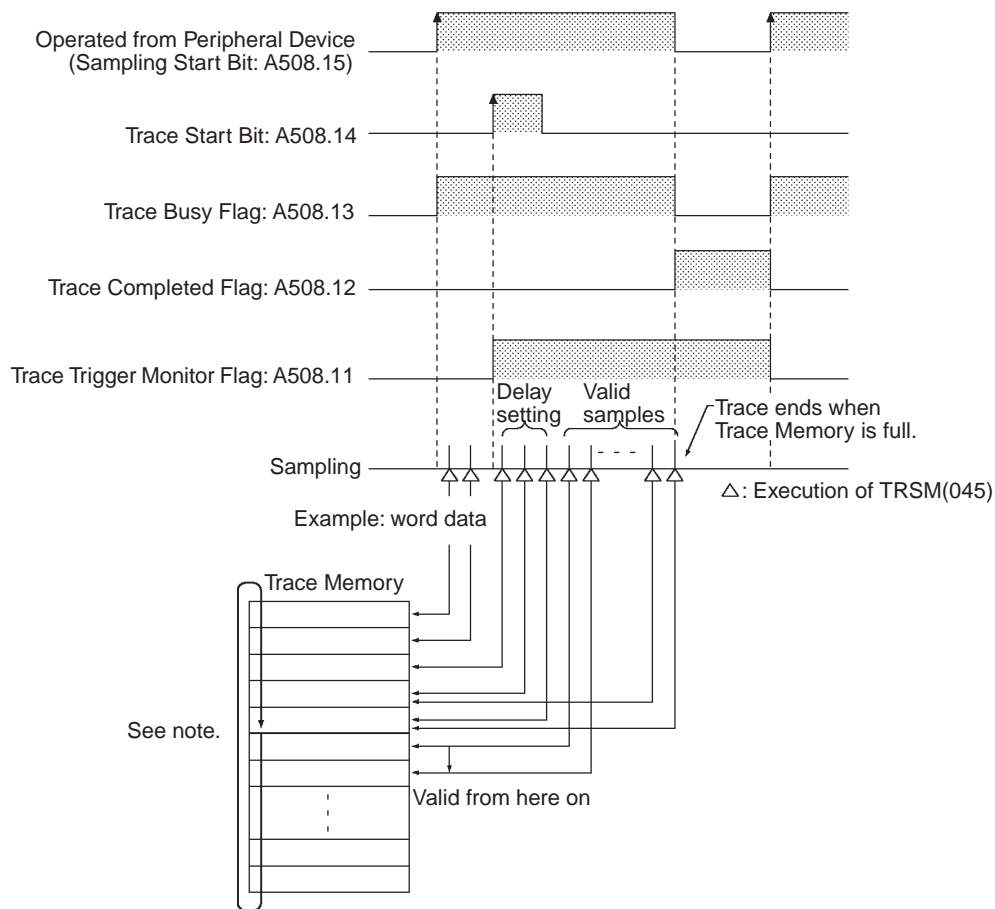 Operated from Peripheral Device
(Sampling Start Bit: A508.15)
Trace Start Bit: A508.14
Trace Busy Flag: A508.13
Trace Completed Flag: A508.12
Trace Trigger Monitor Flag: A508.11
Delay
setting
Valid
samples
Trace ends when
Trace Memory is full.
Sampling
△: Execution of TRSM(045)
Example: word data
Trace Memory
See note.
Valid from here on